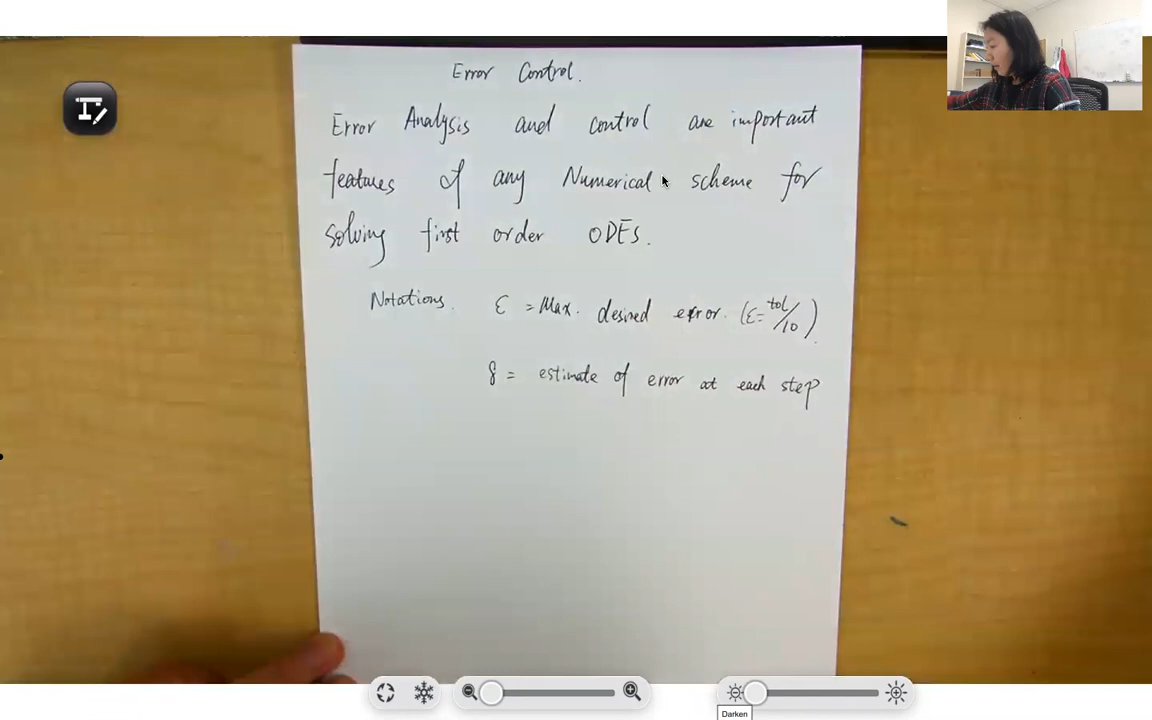 Error Control.
Error Analysis and control are important
features of any Numerical scheme for
solving first order ODEs.
Notations. ε = Max. desired error. (ε = tol/10).
δ = estimate of error at each step
Darken